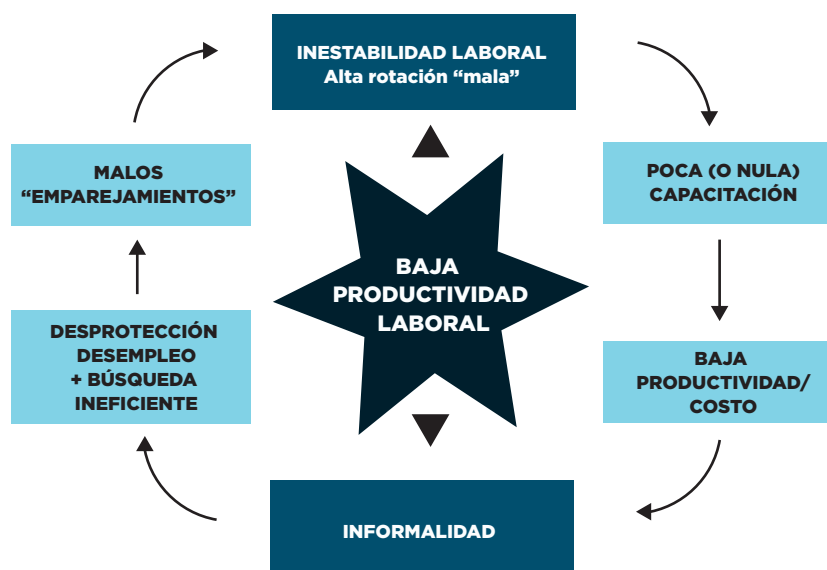 INESTABILIDAD LABORAL
Alta rotación “mala”
POCA (O NULA)
CAPACITACIÓN
BAJA
PRODUCTIVIDAD/
COSTO
INFORMALIDAD
DESPROTECCIÓN
DESEMPLEO
+ BÚSQUEDA
INEFICIENTE
MALOS
“EMPAREJAMIENTOS”
BAJA
PRODUCTIVIDAD
LABORAL